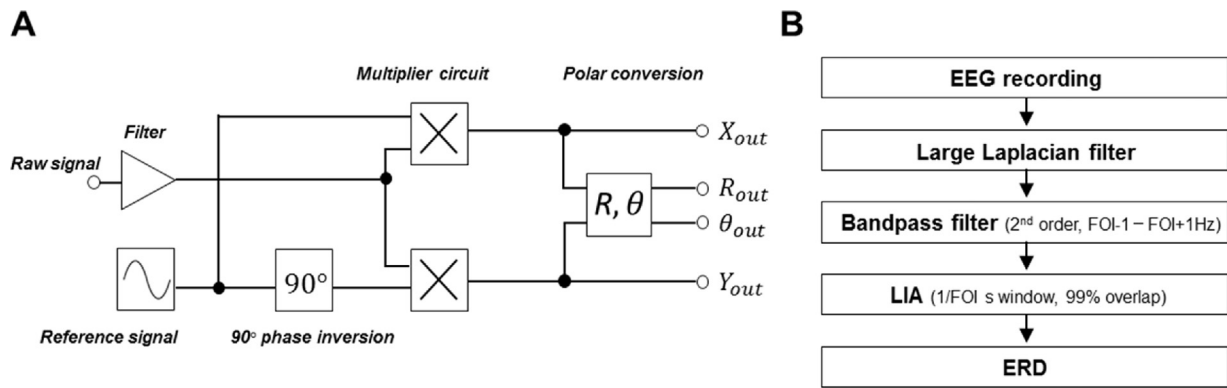 A
Multiplier circuit
Polar conversion
Filter
Raw signal
X_out
R_out
R, θ
θ_out
90°
Y_out
Reference signal
90° phase inversion
B
EEG recording
Large Laplacian filter
Bandpass filter (2nd order, FOI-1 – FOI+1Hz)
LIA (1/FOI s window, 99% overlap)
ERD